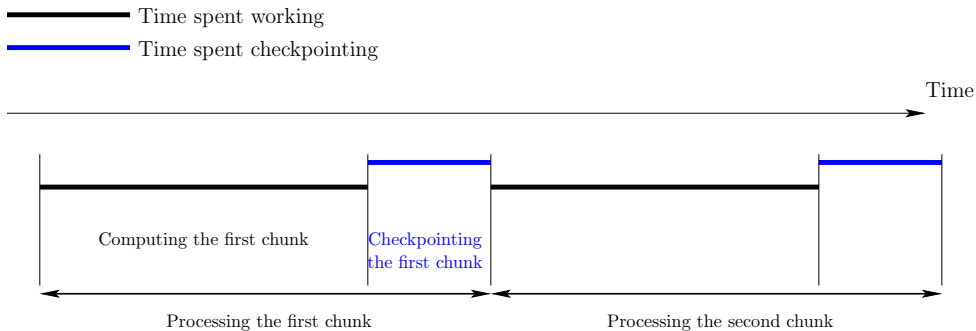 Time spent working
Time spent checkpointing
Time
Computing the first chunk
Checkpointing
the first chunk
Processing the first chunk
Processing the second chunk